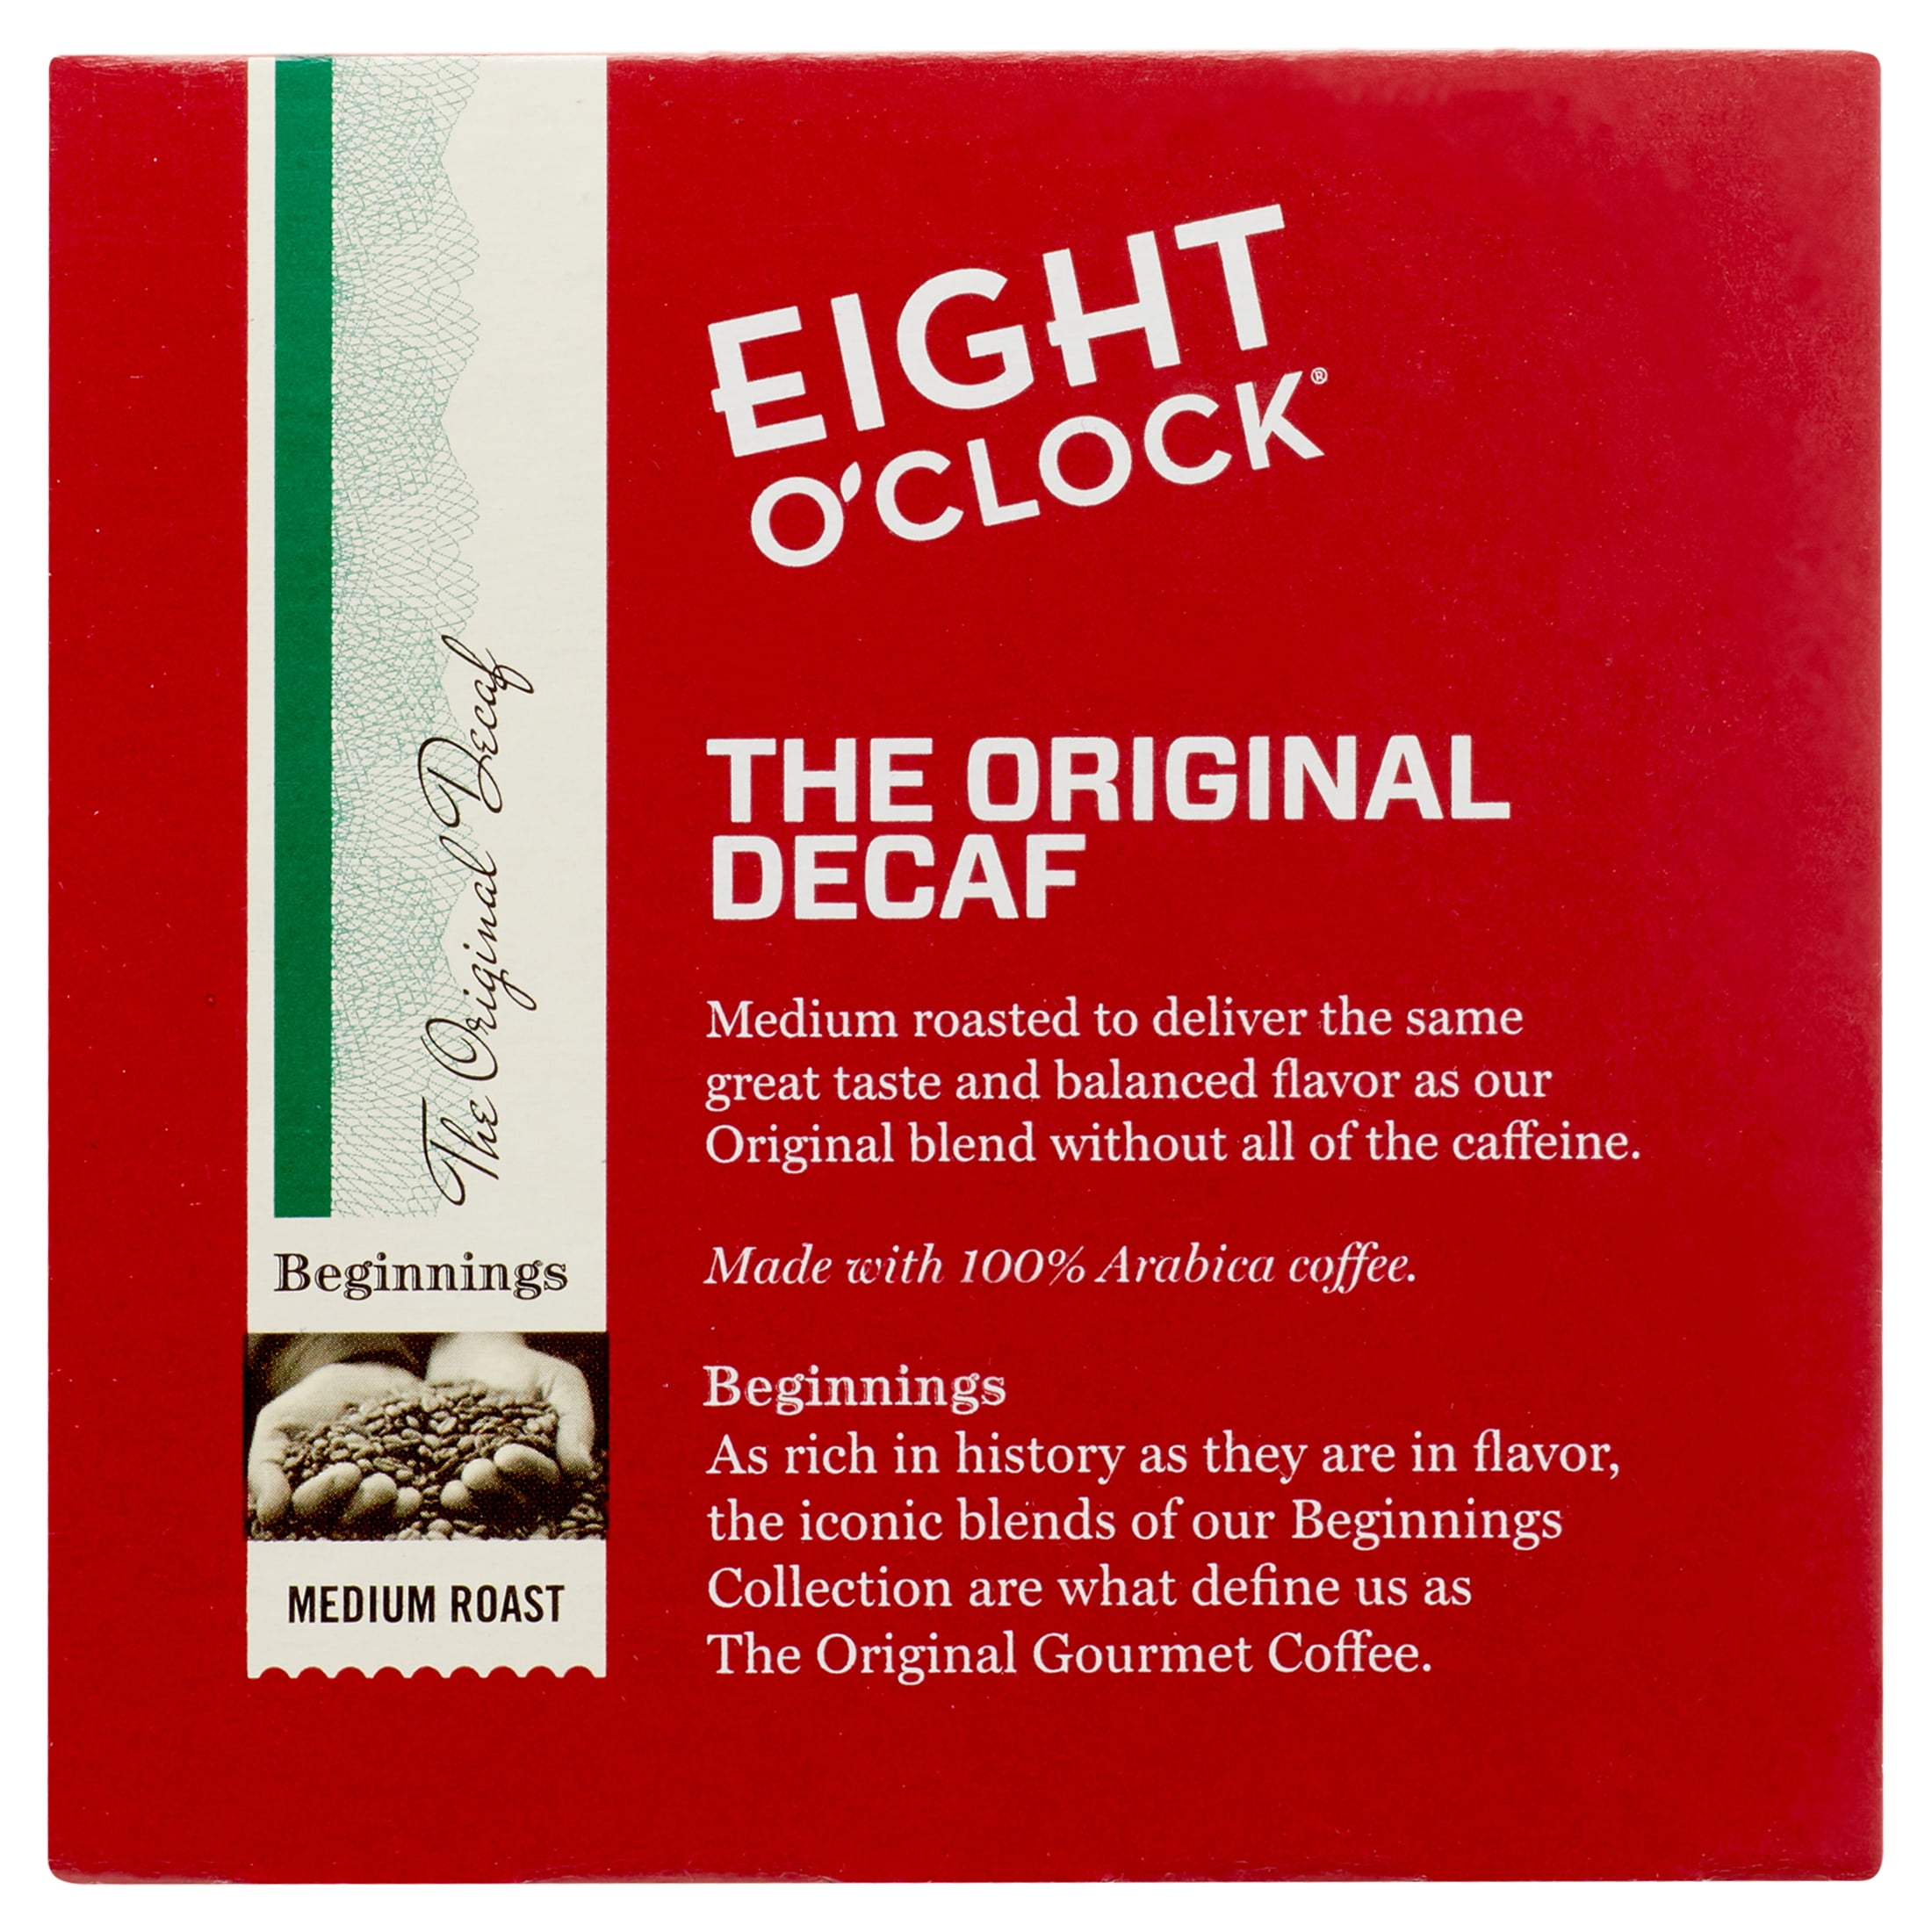 The Original Decaf
Beginnings
MEDIUM ROAST
EIGHT
O'CLOCK®
THE ORIGINAL
DECAF
Medium roasted to deliver the same
great taste and balanced flavor as our
Original blend without all of the caffeine.
Made with 100% Arabica coffee.
Beginnings
As rich in history as they are in flavor,
the iconic blends of our Beginnings
Collection are what define us as
The Original Gourmet Coffee.